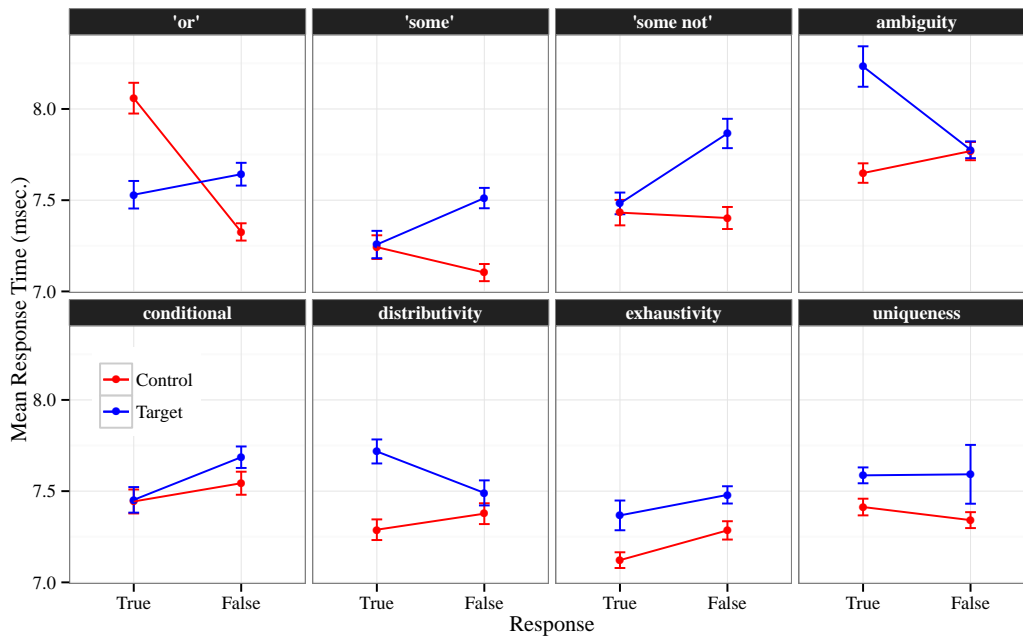 'or' 'some' 'some not' ambiguity
8.0
7.5
7.0
Mean Response Time (msec.)
conditional distributivity exhaustivity uniqueness
Control
Target
8.0
7.5
7.0
True False True False True False True False
Response